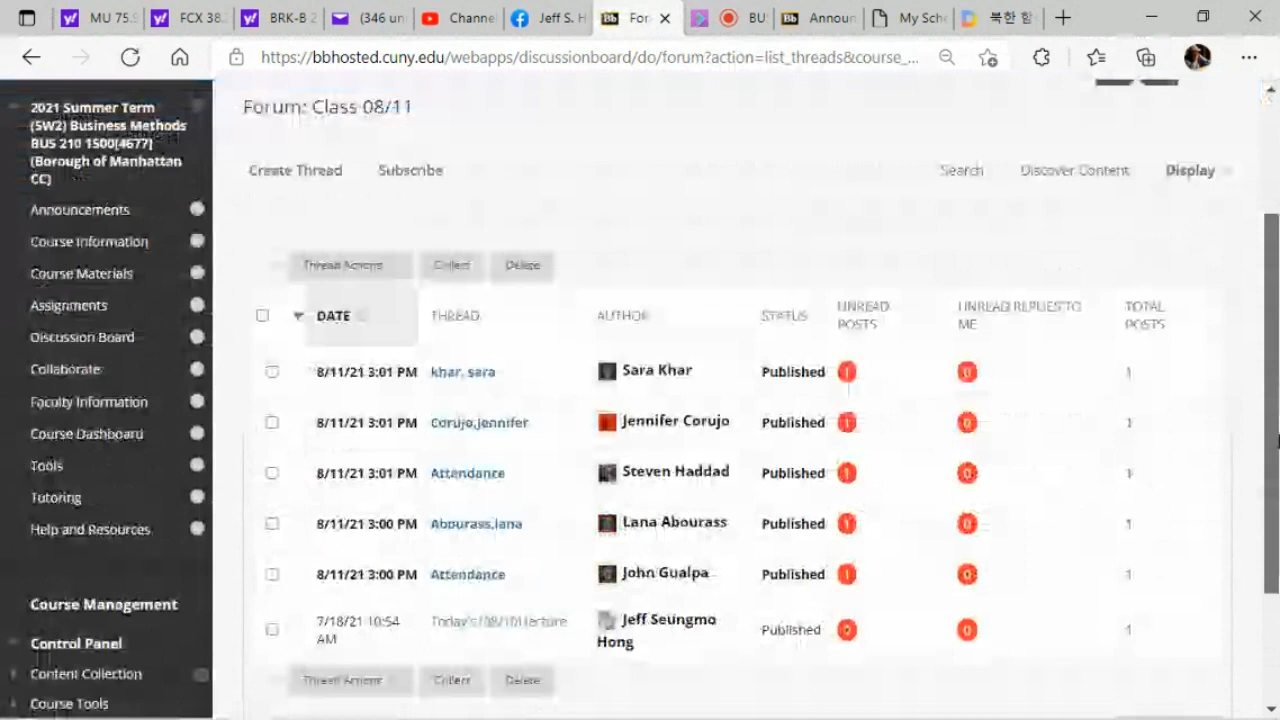 MU 75.5
FCX 38.
BRK-B 2
(346 un
Channe
Jeff S. H
For
BU
Announ
My Sche
북한 함
https://bbhosted.cuny.edu/webapps/discussionboard/do/forum?action=list_threads&course_...
2021 Summer Term
(5W2) Business Methods
BUS 210 1500[4677]
(Borough of Manhattan
CC)
Announcements
Course Information
Course Materials
Assignments
Discussion Board
Collaborate
Faculty Information
Course Dashboard
Tools
Tutoring
Help and Resources
Course Management
Control Panel
Content Collection
Course Tools
Forum: Class 08/11
Create Thread Subscribe Search Discover Content Display
Thread Actions Collect Delete
DATE THREAD AUTHOR STATUS UNREAD POSTS UNREAD REPLIES TO ME TOTAL POSTS
8/11/21 3:01 PM khar, sara Sara Khar Published 1 0 1
8/11/21 3:01 PM Corujo,Jennifer Jennifer Corujo Published 1 0 1
8/11/21 3:01 PM Attendance Steven Haddad Published 1 0 1
8/11/21 3:00 PM Abourass,lana Lana Abourass Published 1 0 1
8/11/21 3:00 PM Attendance John Gualpa Published 1 0 1
7/18/21 10:54 AM Today's (08/10) lecture Jeff Seungmo Hong Published 0 0 1
Thread Actions Collect Delete